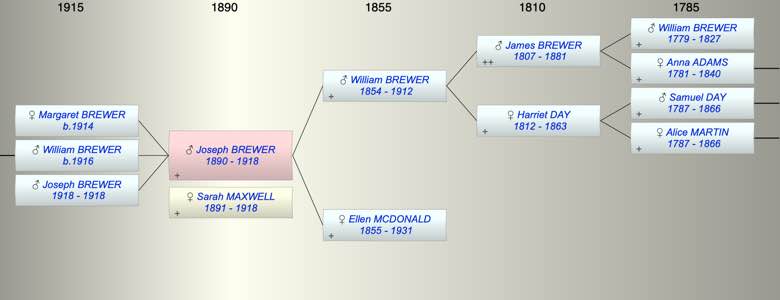 1915 1890 1855 1810 1785
♂ William BREWER
1779 - 1827
+
♂ James BREWER
1807 - 1881
++
♀ Anna ADAMS
1781 - 1840
+
♂ William BREWER
1854 - 1912
+
♂ Samuel DAY
1787 - 1866
+
♀ Harriet DAY
1812 - 1863
+
♀ Alice MARTIN
1787 - 1866
+
♀ Margaret BREWER
b.1914
♂ William BREWER
b.1916
♂ Joseph BREWER
1918 - 1918
♂ Joseph BREWER
1890 - 1918
+
♀ Sarah MAXWELL
1891 - 1918
+
♀ Ellen MCDONALD
1855 - 1931
+